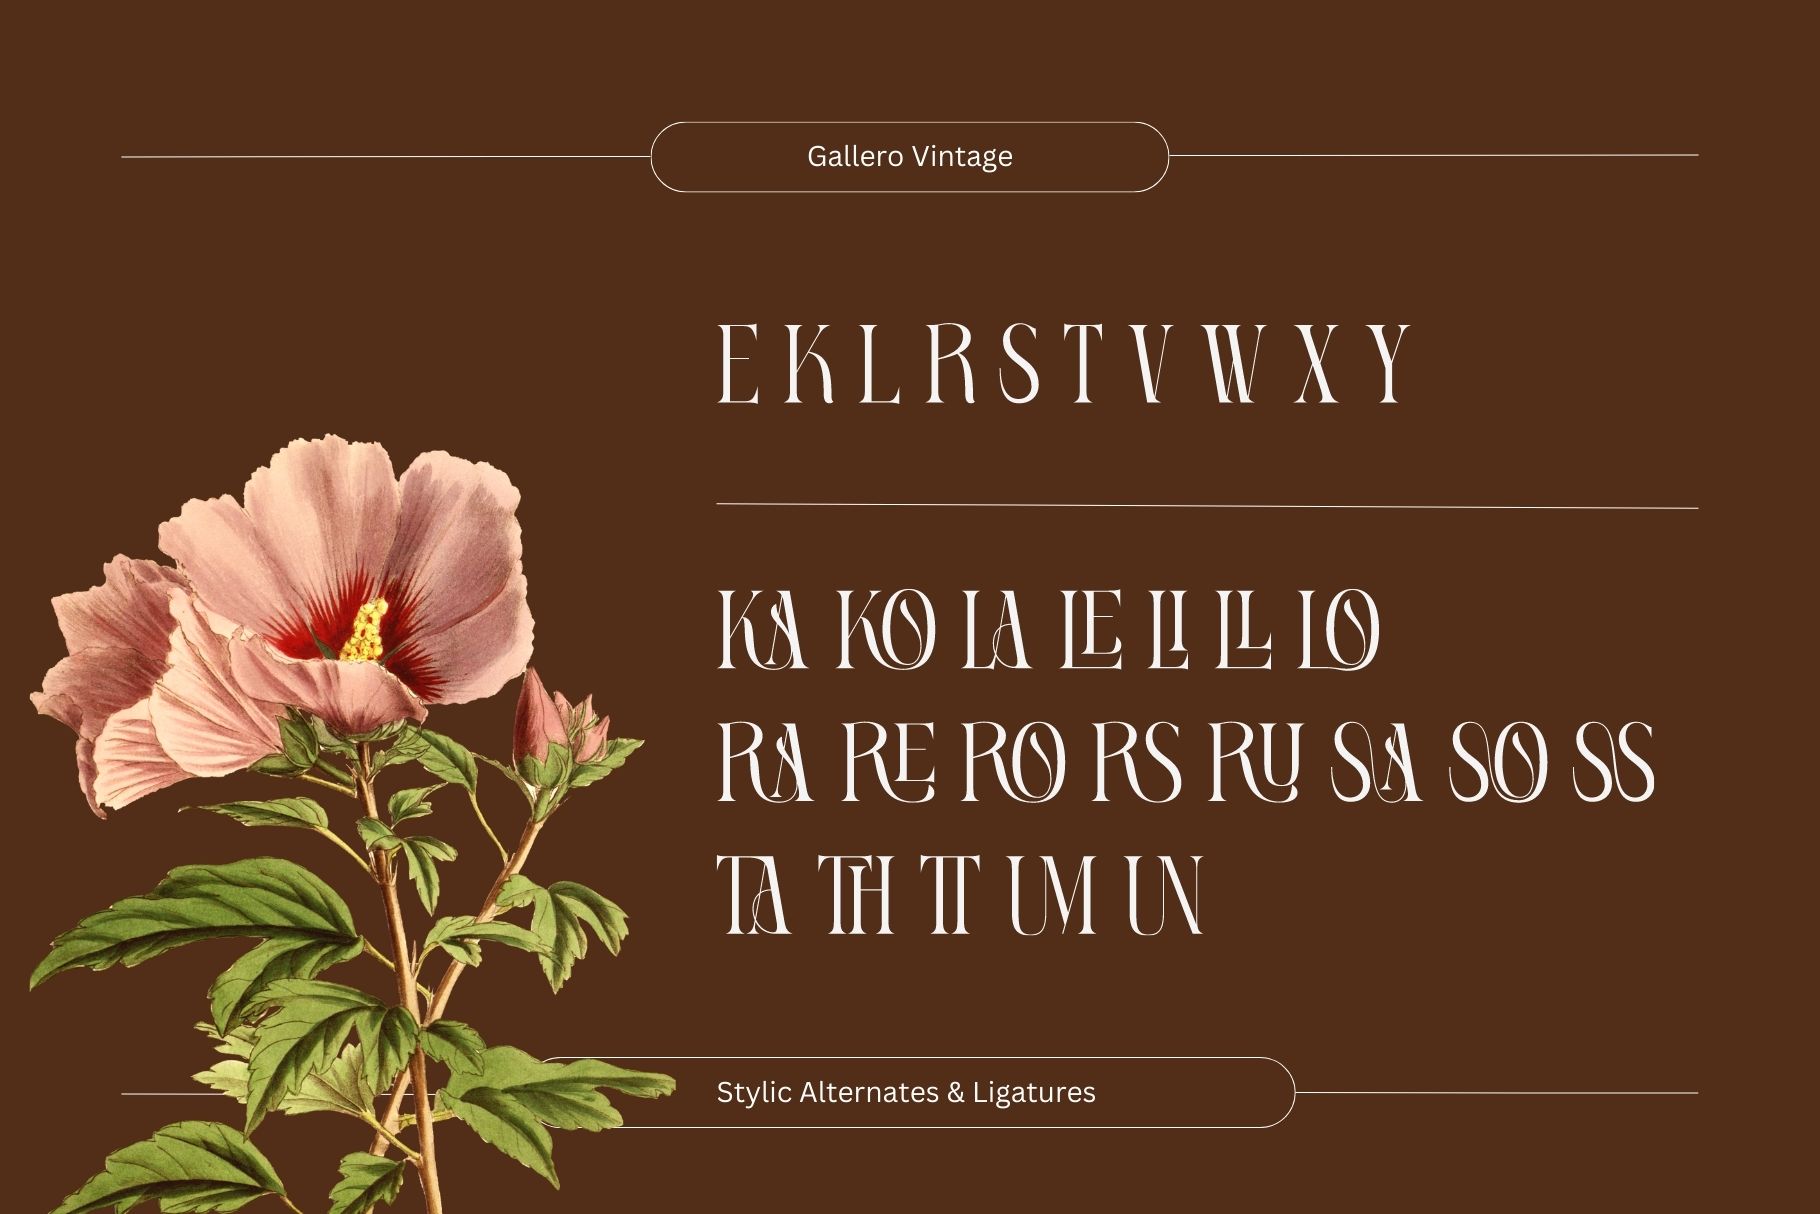 Gallero Vintage
E K L R S T V W X Y
KA KO LA LE LI LL LO
RA RE RO RS RU SA SO SS
TA TH TT UM UN
Stylic Alternates & Ligatures